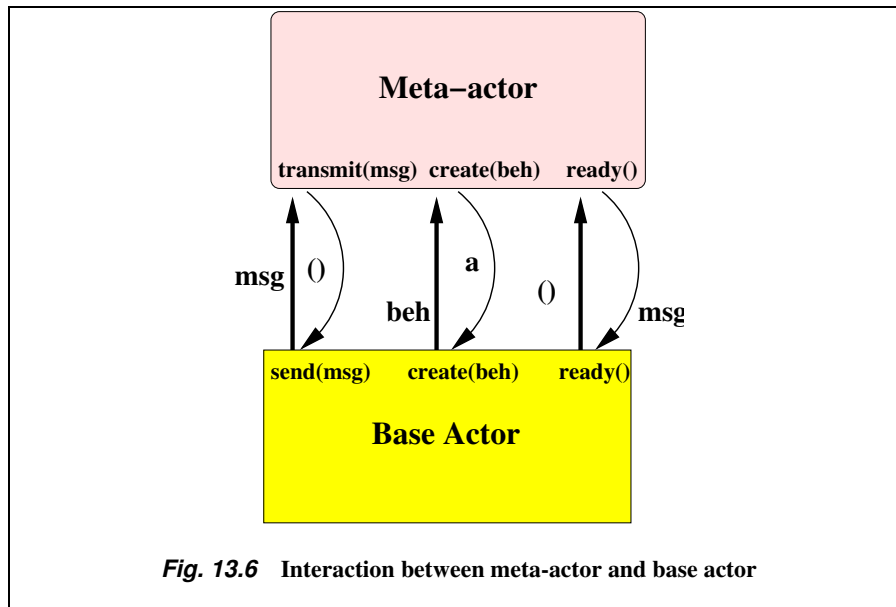 Meta–actor
transmit(msg) create(beh) ready()
msg () beh a () msg
send(msg) create(beh) ready()
Base Actor
Fig. 13.6 Interaction between meta-actor and base actor